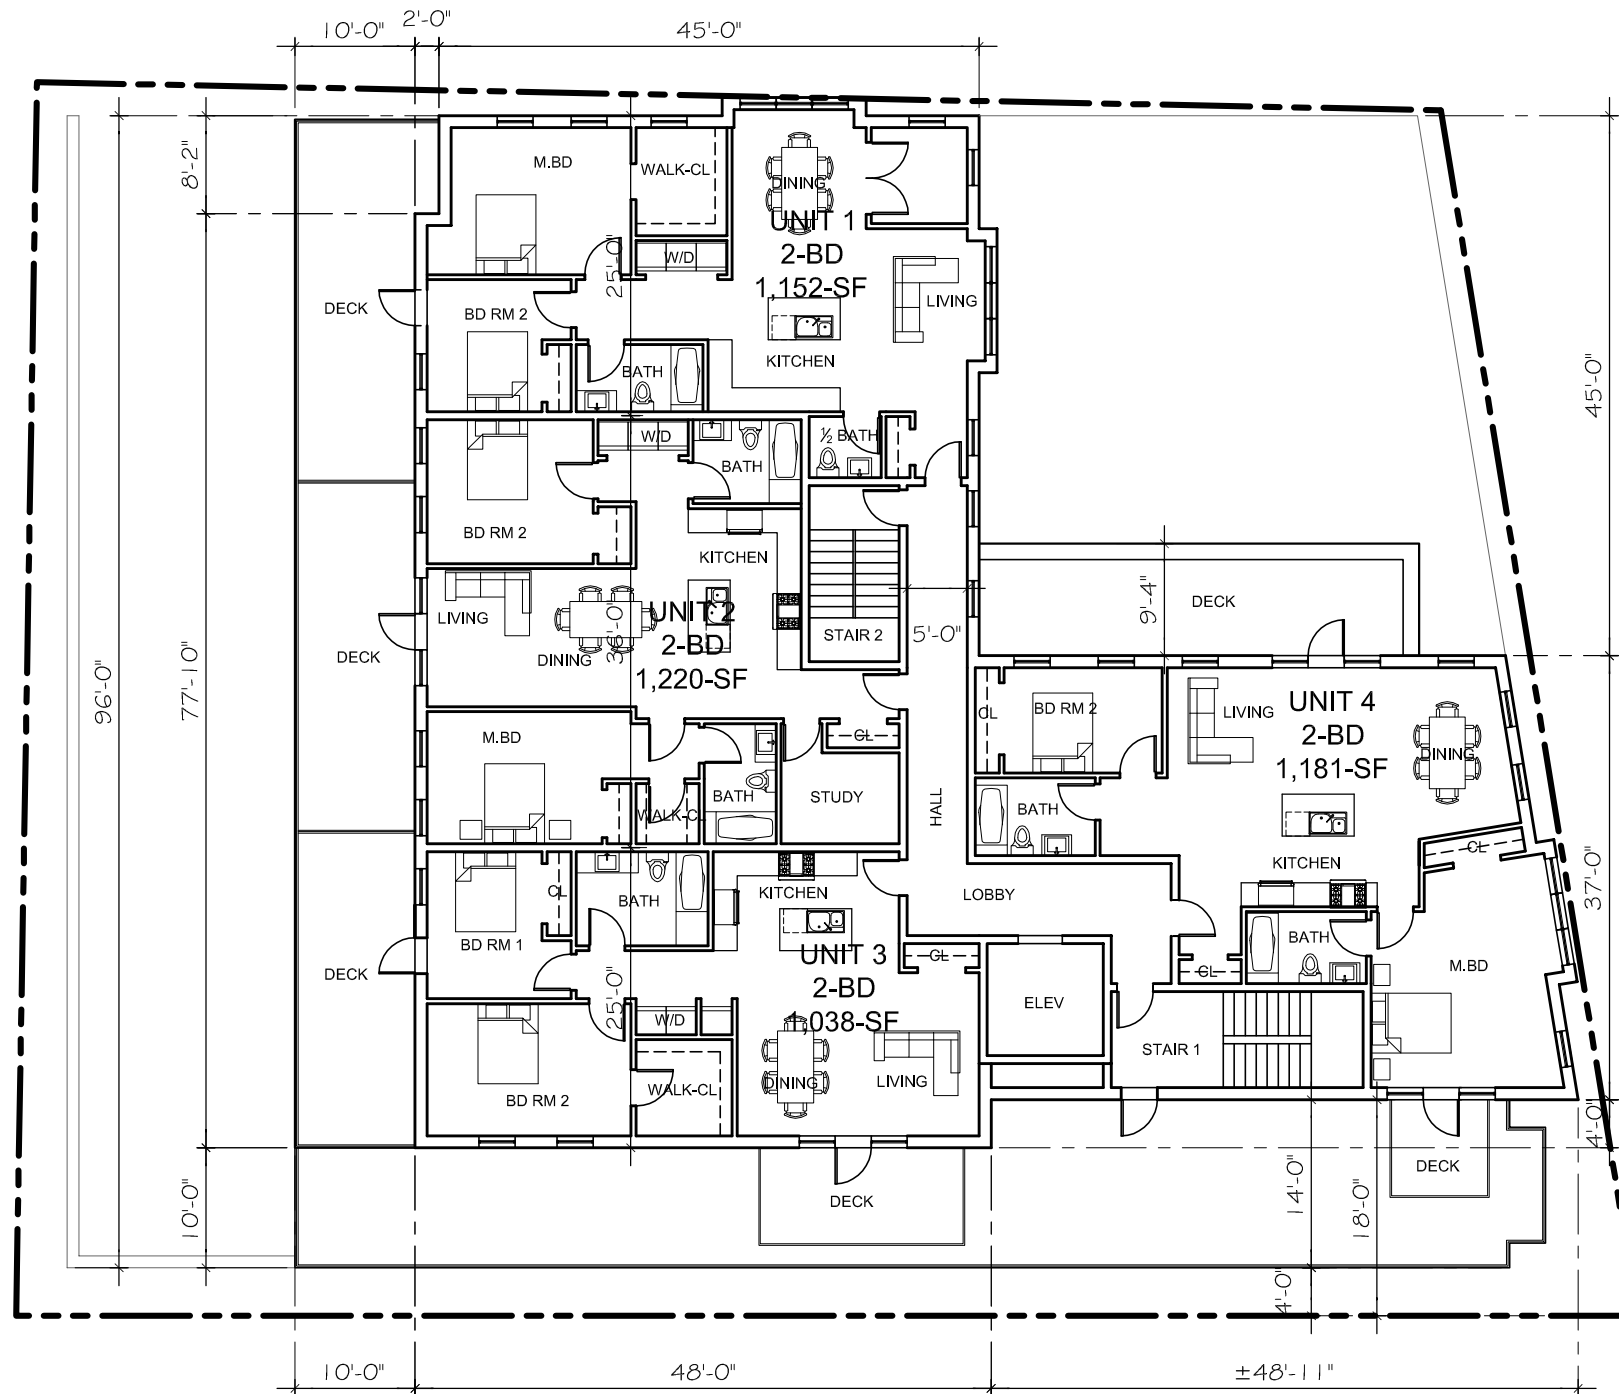 10'-0"
2'-0"
45'-0"
8'-2"
96'-0"
77'-10"
10'-0"
M.BD
WALK-CL
DINING
UNIT 1
2-BD
1,152-SF
25'-0"
W/D
LIVING
DECK
BD RM 2
KITCHEN
BATH
W/D
BATH
½ BATH
BD RM 2
KITCHEN
LIVING
UNIT 2
2-BD
1,220-SF
DINING
STAIR 2
5'-0"
DECK
M.BD
CL
BATH
WALK-CL
STUDY
HALL
9'-4"
DECK
45'-0"
CL
BD RM 2
LIVING
UNIT 4
2-BD
1,181-SF
DINING
BATH
KITCHEN
CL
37'-0"
LOBBY
BATH
CL
M.BD
CL
BATH
KITCHEN
BD RM 1
UNIT 3
2-BD
1,038-SF
CL
DECK
25'-0"
W/D
ELEV
STAIR 1
DINING
LIVING
BD RM 2
WALK-CL
4'-0"
DECK
DECK
14'-0"
18'-0"
4'-0"
10'-0"
48'-0"
±48'-11"